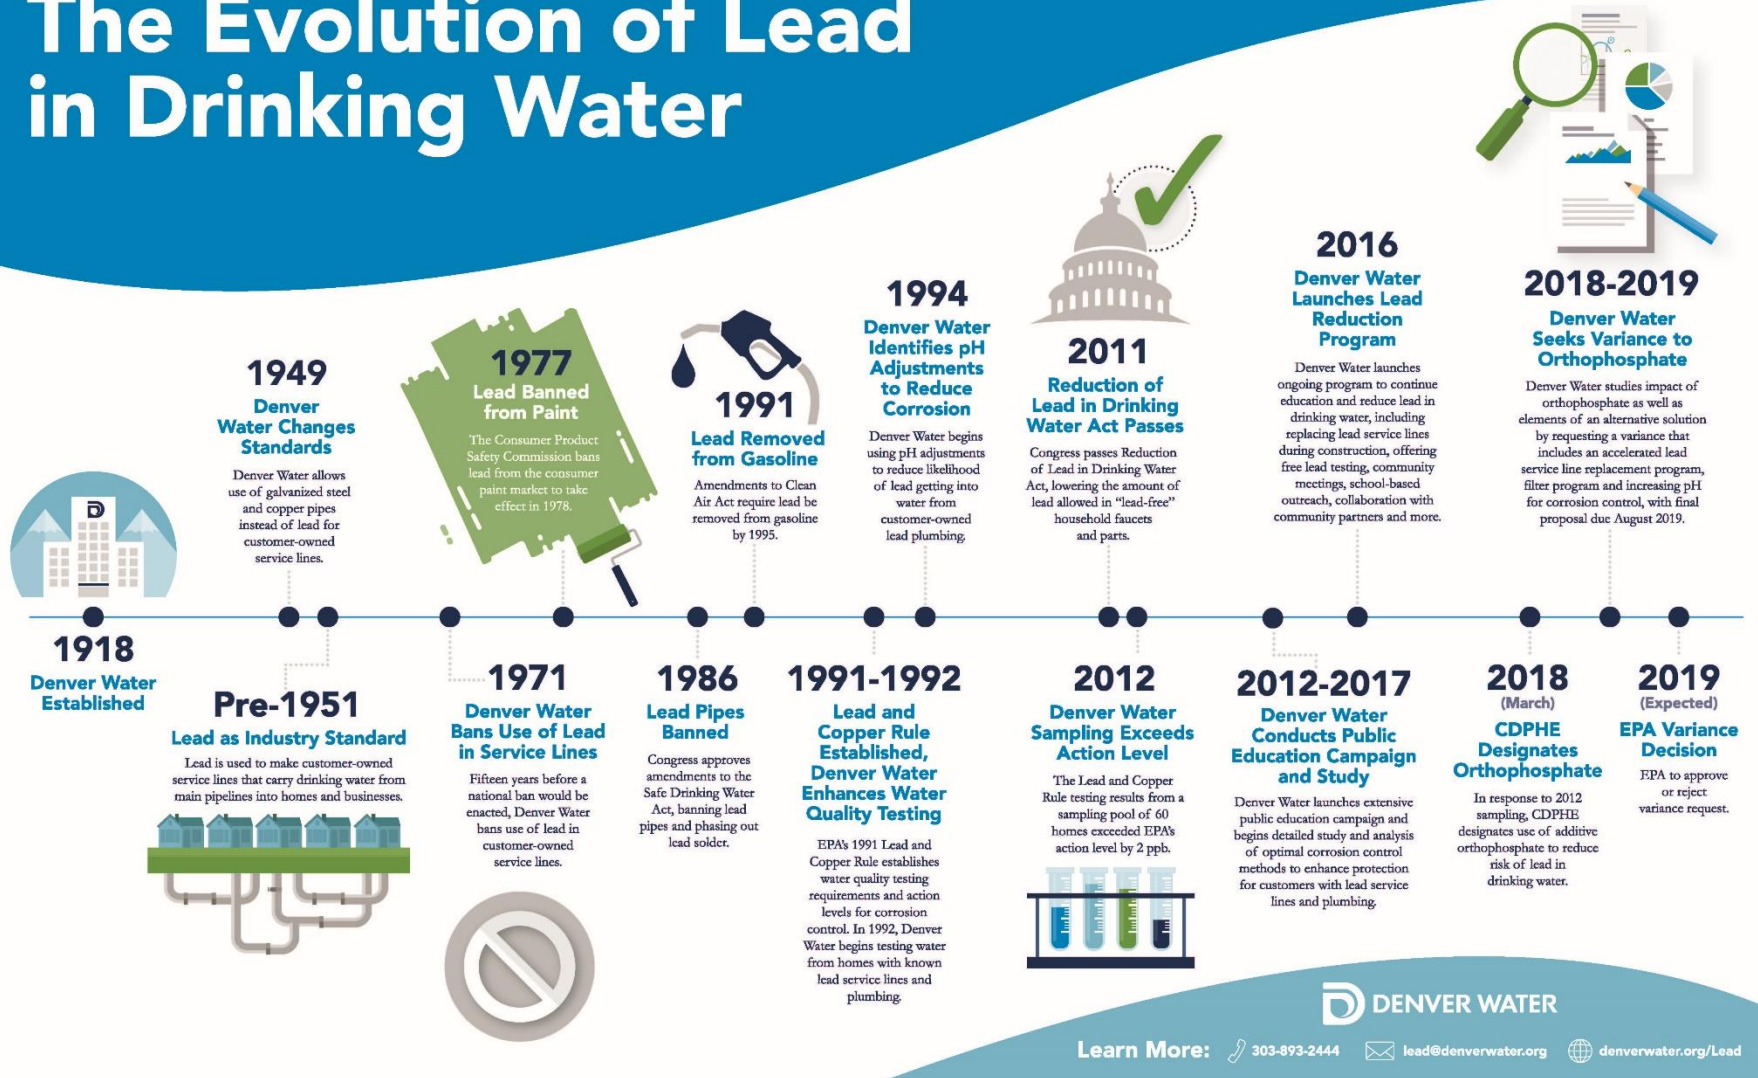 The Evolution of Lead
in Drinking Water
1918
Denver Water
Established
1949
Denver
Water Changes
Standards
Denver Water allows
use of galvanized steel
and copper pipes
instead of lead for
customer-owned
service lines.
Pre-1951
Lead as Industry Standard
Lead is used to make customer-owned
service lines that carry drinking water from
main pipelines into homes and businesses.
1971
Denver Water
Bans Use of Lead
in Service Lines
Fifteen years before a
national ban would be
enacted, Denver Water
bans use of lead in
customer-owned
service lines.
1977
Lead Banned
from Paint
The Consumer Product
Safety Commission bans
lead from the consumer
paint market to take
effect in 1978.
1986
Lead Pipes
Banned
Congress approves
amendments to the
Safe Drinking Water
Act, banning lead
pipes and phasing out
lead solder.
1991
Lead Removed
from Gasoline
Amendments to Clean
Air Act require lead be
removed from gasoline
by 1995.
1991-1992
Lead and
Copper Rule
Established,
Denver Water
Enhances Water
Quality Testing
EPA's 1991 Lead and
Copper Rule establishes
water quality testing
requirements and action
levels for corrosion
control. In 1992, Denver
Water begins testing water
from homes with known
lead service lines and
plumbing.
1994
Denver Water
Identifies pH
Adjustments
to Reduce
Corrosion
Denver Water begins
using pH adjustments
to reduce likelihood
of lead getting into
water from
customer-owned
lead plumbing.
2011
Reduction of
Lead in Drinking
Water Act Passes
Congress passes Reduction
of Lead in Drinking Water
Act, lowering the amount of
lead allowed in "lead-free"
household faucets
and parts.
2012
Denver Water
Sampling Exceeds
Action Level
The Lead and Copper
Rule testing results from a
sampling pool of 60
homes exceeded EPA's
action level by 2 ppb.
2012-2017
Denver Water
Conducts Public
Education Campaign
and Study
Denver Water launches extensive
public education campaign and
begins detailed study and analysis
of optimal corrosion control
methods to enhance protection
for customers with lead service
lines and plumbing.
2016
Denver Water
Launches Lead
Reduction
Program
Denver Water launches
ongoing program to continue
education and reduce lead in
drinking water, including
replacing lead service lines
during construction, offering
free lead testing, community
meetings, school-based
outreach, collaboration with
community partners and more.
2018
(March)
CDPHE
Designates
Orthophosphate
In response to 2012
sampling, CDPHE
designates use of additive
orthophosphate to reduce
risk of lead in
drinking water.
2018-2019
Denver Water
Seeks Variance to
Orthophosphate
Denver Water studies impact of
orthophosphate as well as
elements of an alternative solution
by requesting a variance that
includes an accelerated lead
service line replacement program,
filter program and increasing pH
for corrosion control, with final
proposal due August 2019.
2019
(Expected)
EPA Variance
Decision
EPA to approve
or reject
variance request.
DENVER WATER
Learn More: 303-893-2444 lead@denverwater.org denverwater.org/Lead